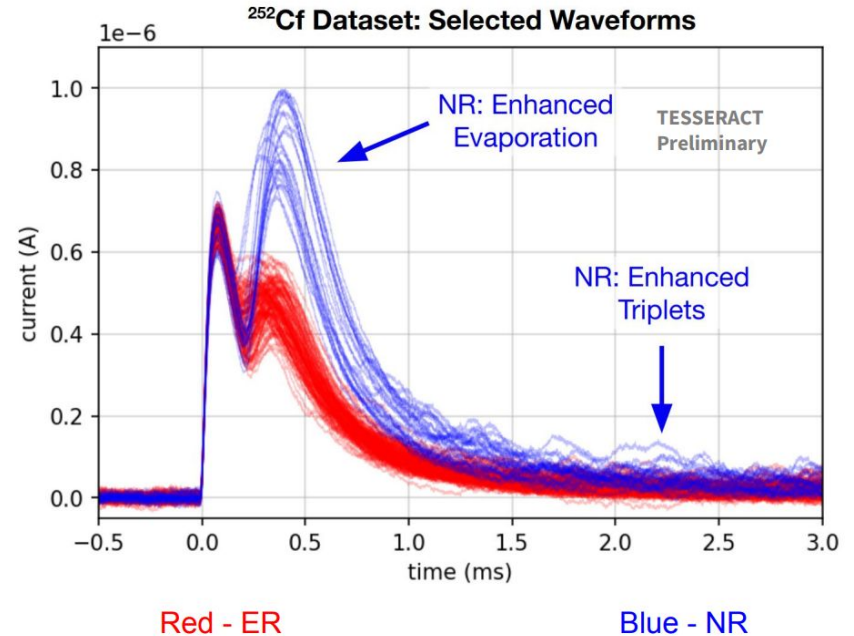 ²⁵²Cf Dataset: Selected Waveforms
1e−6
NR: Enhanced
Evaporation
TESSERACT
Preliminary
NR: Enhanced
Triplets
current (A)
1.0
0.8
0.6
0.4
0.2
0.0
−0.5 0.0 0.5 1.0 1.5 2.0 2.5 3.0
time (ms)
Red - ER Blue - NR